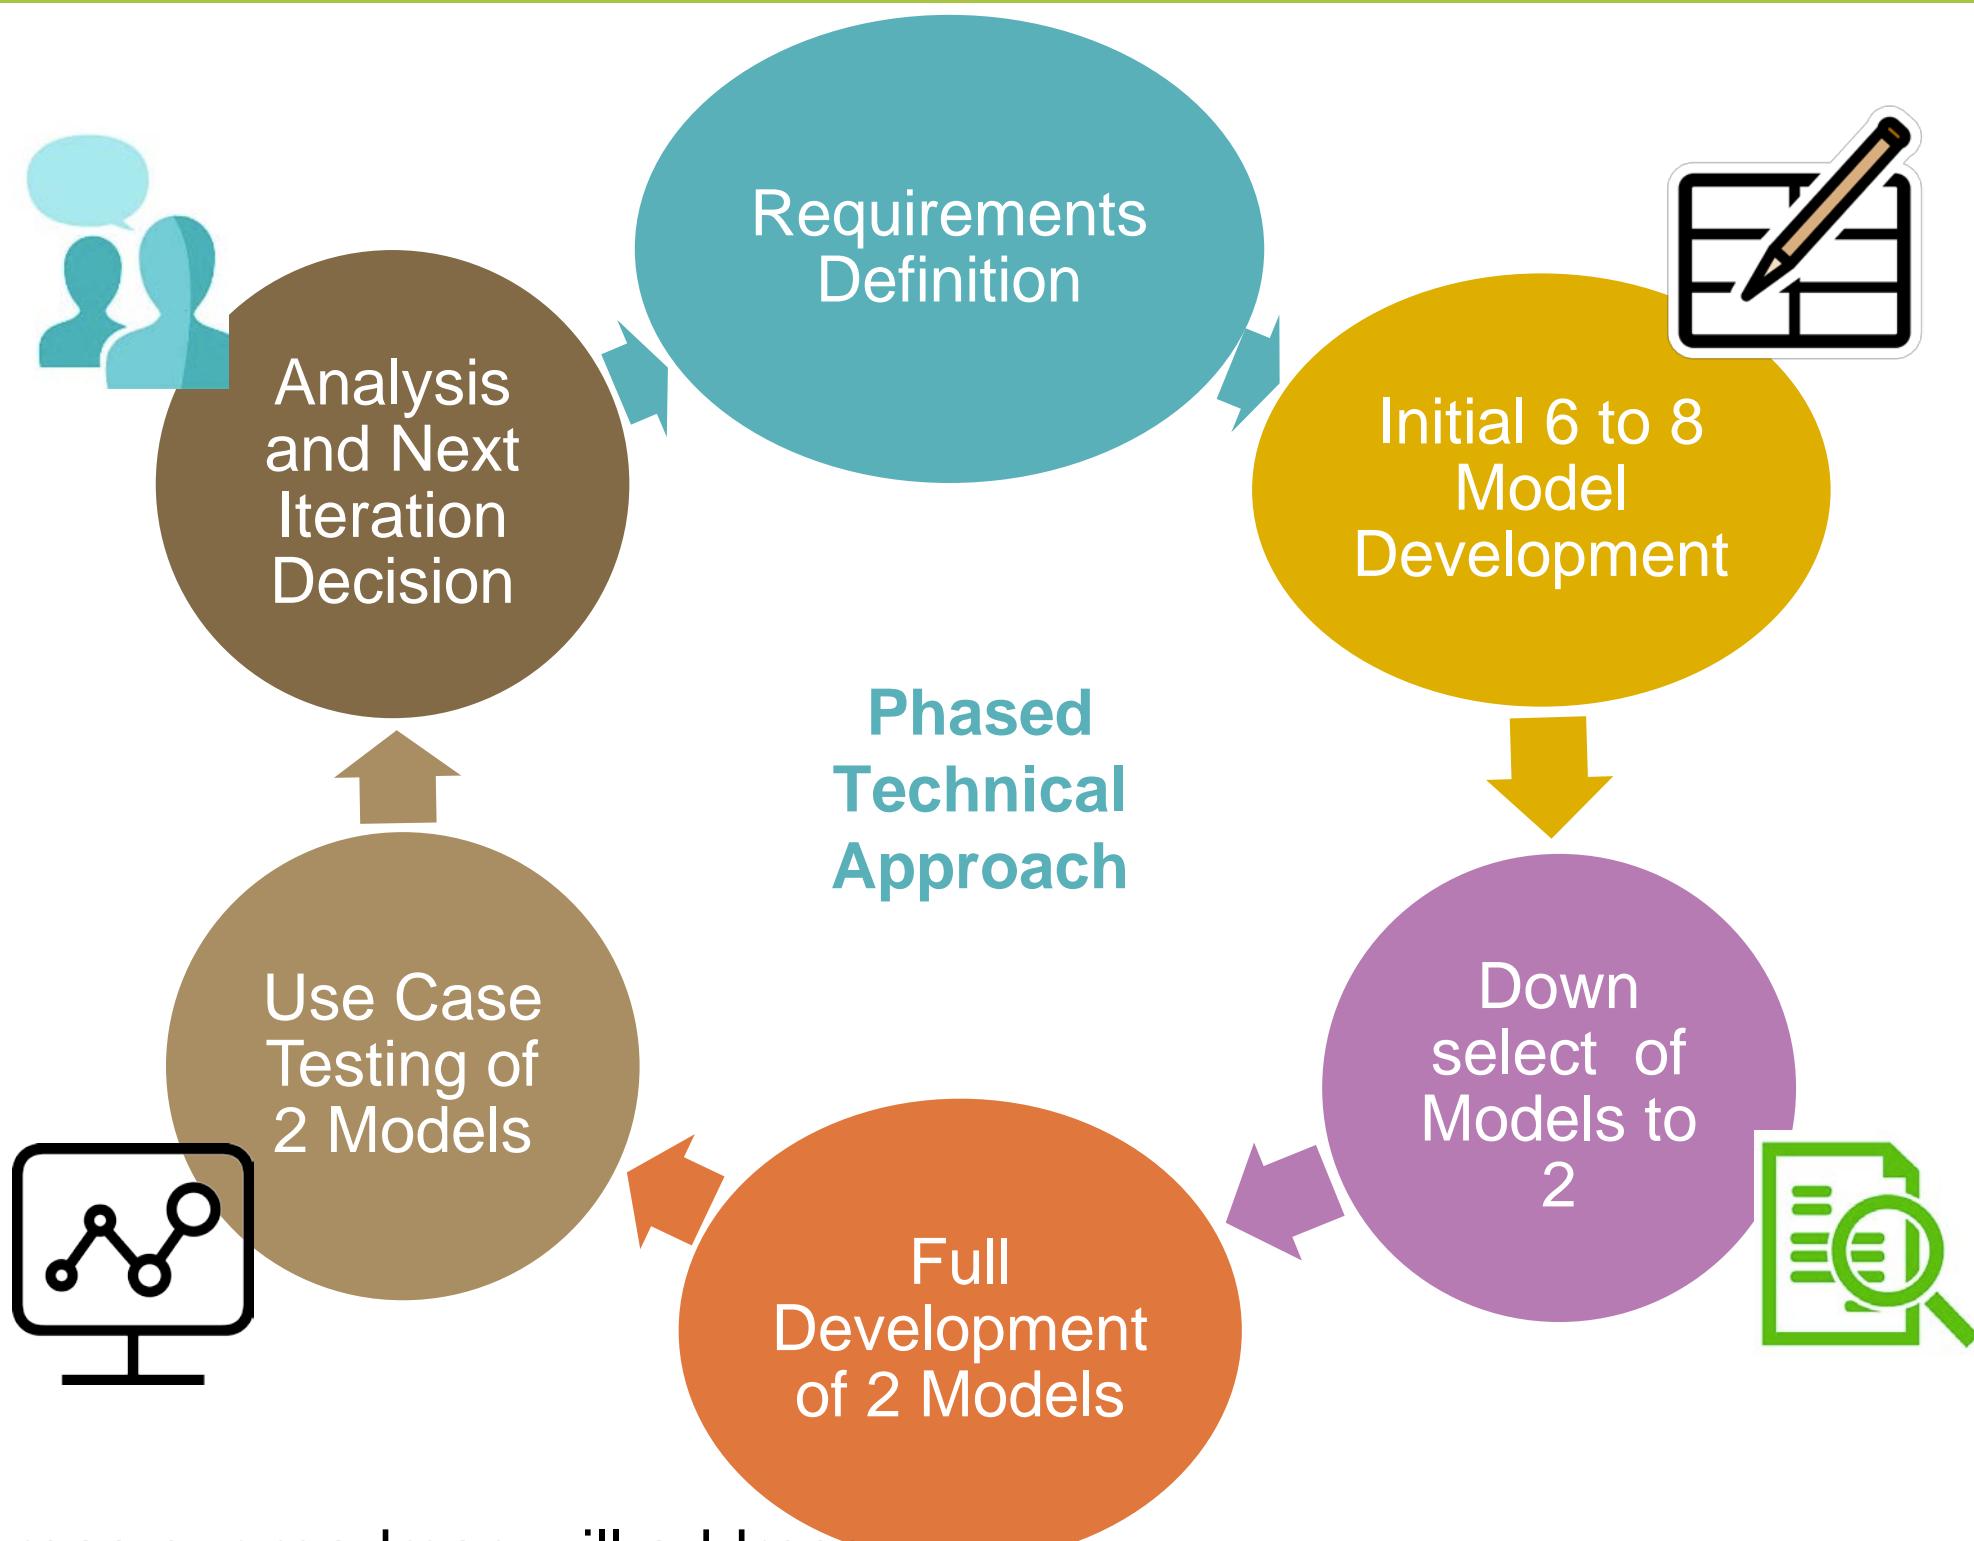 Requirements
Definition
Initial 6 to 8
Model
Development
Down
select  of
Models to
2
Full
Development
of 2 Models
Use Case
Testing of
2 Models
Analysis
and Next
Iteration
Decision
Phased
Technical
Approach